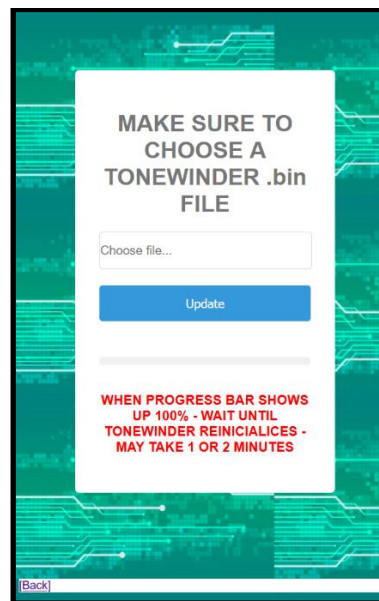 MAKE SURE TO
CHOOSE A
TONEWINDER .bin
FILE
Choose file...
Update
WHEN PROGRESS BAR SHOWS
UP 100% - WAIT UNTIL
TONEWINDER REINICIALICES -
MAY TAKE 1 OR 2 MINUTES
[Back]